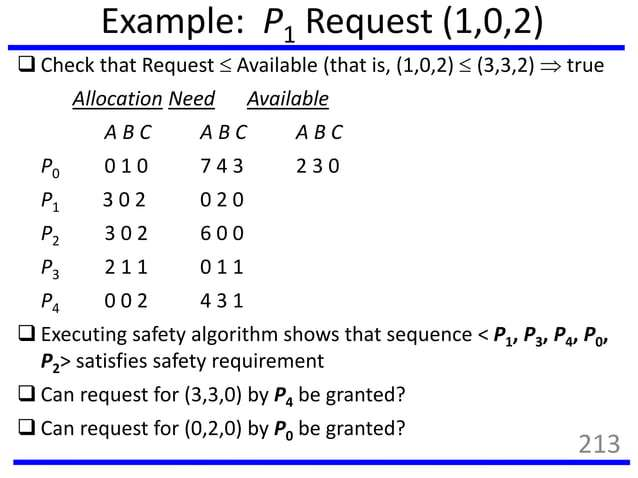 Example: P1 Request (1,0,2)
❑ Check that Request ≤ Available (that is, (1,0,2) ≤ (3,3,2) ⇒ true
Allocation Need Available
A B C A B C A B C
P0 0 1 0 7 4 3 2 3 0
P1 3 0 2 0 2 0
P2 3 0 2 6 0 0
P3 2 1 1 0 1 1
P4 0 0 2 4 3 1
❑ Executing safety algorithm shows that sequence < P1, P3, P4, P0,
P2> satisfies safety requirement
❑ Can request for (3,3,0) by P4 be granted?
❑ Can request for (0,2,0) by P0 be granted?
213